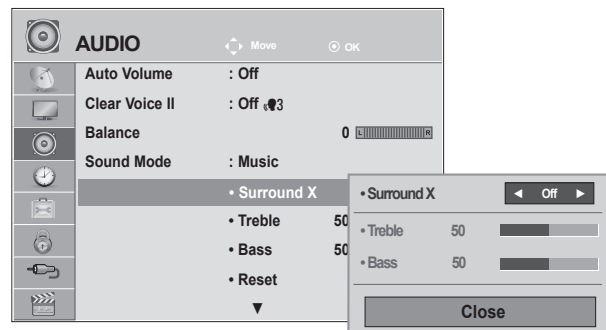 AUDIO
Move
OK
Auto Volume : Off
Clear Voice II : Off 3
Balance 0 L R
Sound Mode : Music
• Surround X
• Treble 50
• Bass 50
• Reset
▼
• Surround X ◄ Off ►
• Treble 50
• Bass 50
Close